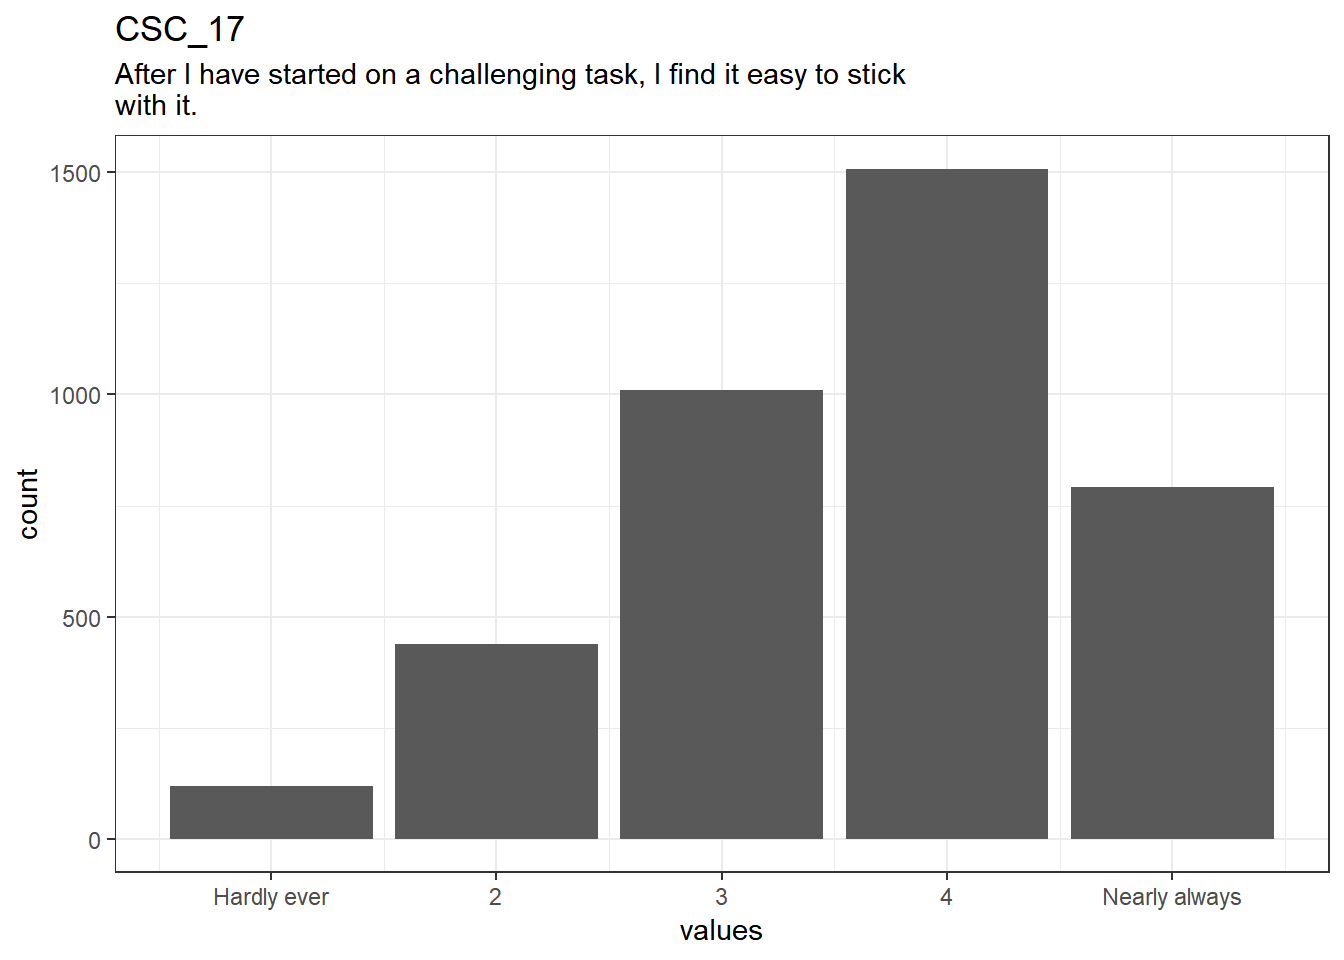 CSC_17
After I have started on a challenging task, I find it easy to stick
with it.
1500
1000
500
0
count
Hardly ever 2 3 4 Nearly always
values